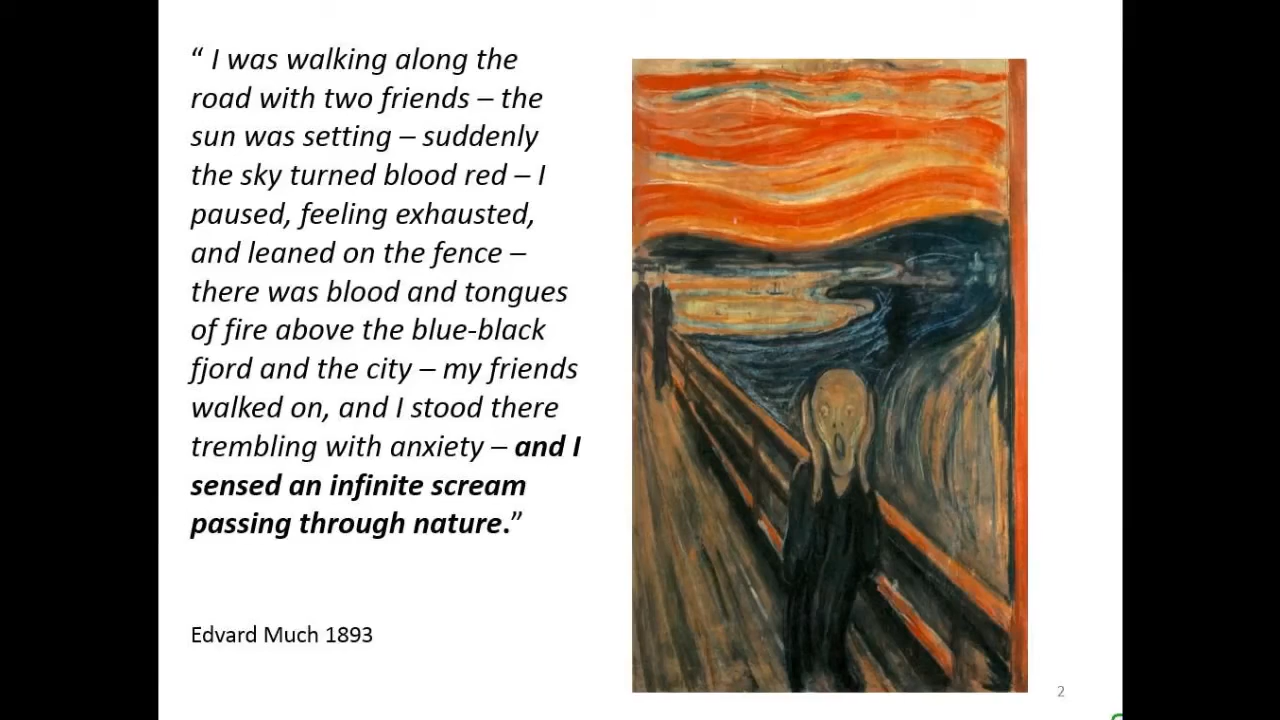 “ I was walking along the
road with two friends – the
sun was setting – suddenly
the sky turned blood red – I
paused, feeling exhausted,
and leaned on the fence –
there was blood and tongues
of fire above the blue-black
fjord and the city – my friends
walked on, and I stood there
trembling with anxiety – and I
sensed an infinite scream
passing through nature.”
Edvard Much 1893
2